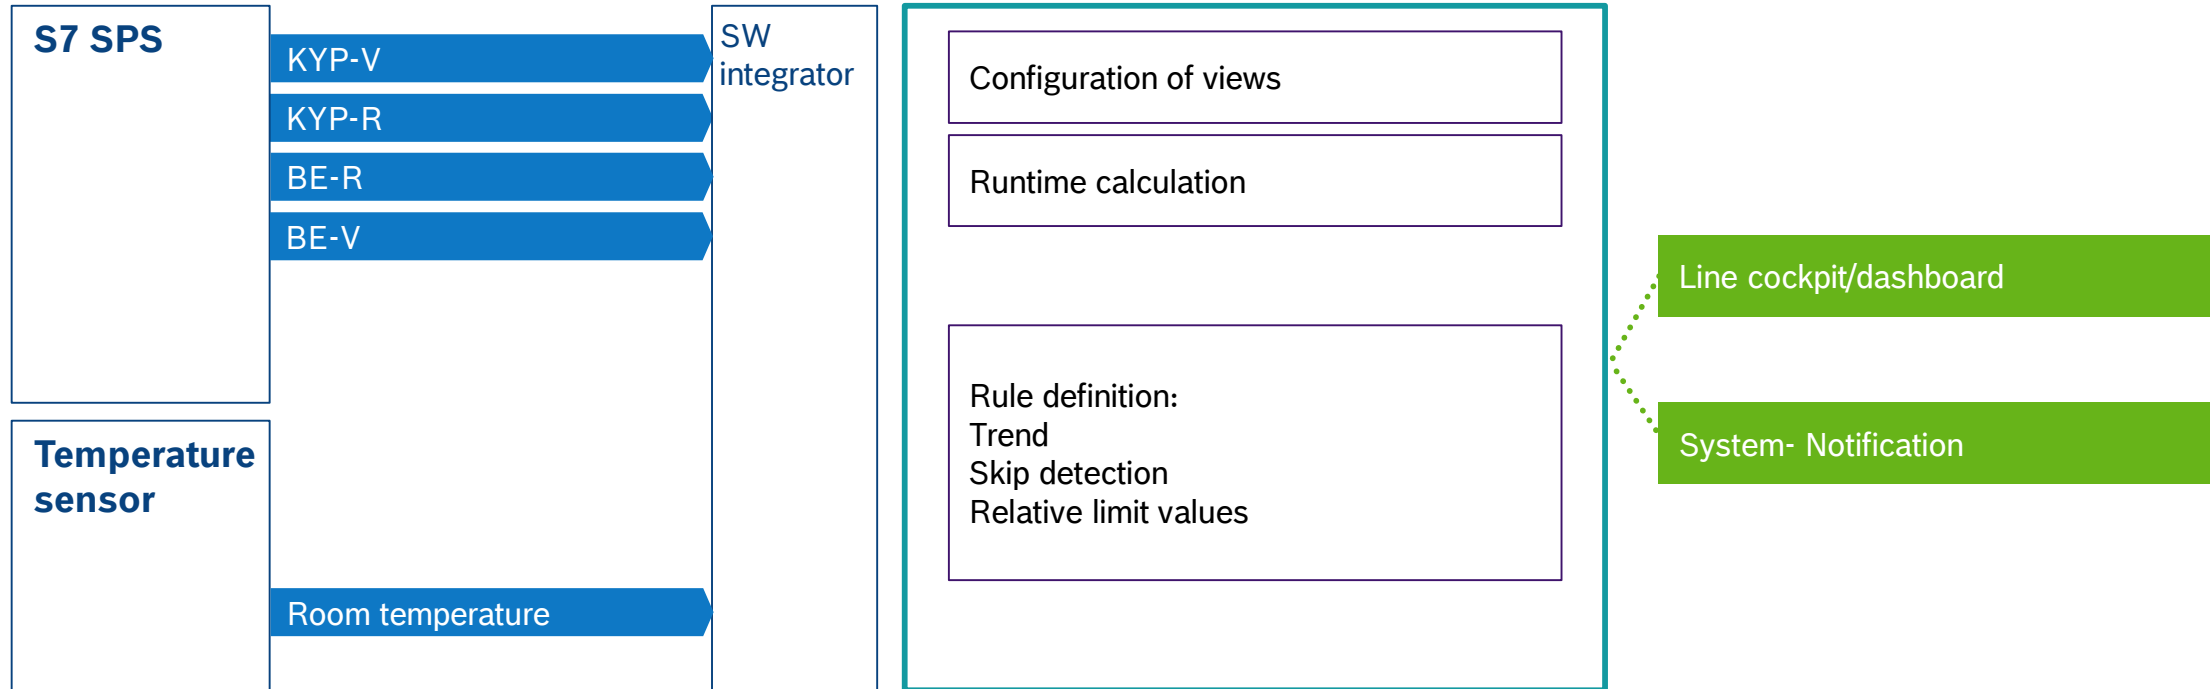 S7 SPS
KYP-V
KYP-R
BE-R
BE-V
Temperature
sensor
Room temperature
SW
integrator
Configuration of views
Runtime calculation
Rule definition:
Trend
Skip detection
Relative limit values
Line cockpit/dashboard
System- Notification